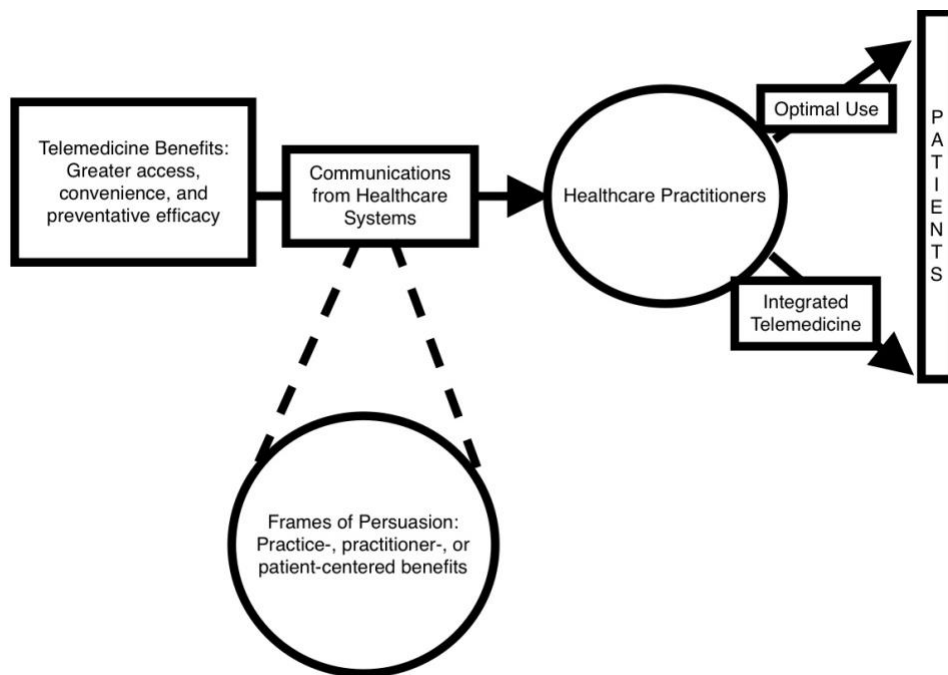 Telemedicine Benefits:
Greater access,
convenience, and
preventative efficacy
Communications
from Healthcare
Systems
Healthcare Practitioners
Optimal Use
Integrated
Telemedicine
PATIENTS
Frames of Persuasion:
Practice-, practitioner-, or
patient-centered benefits